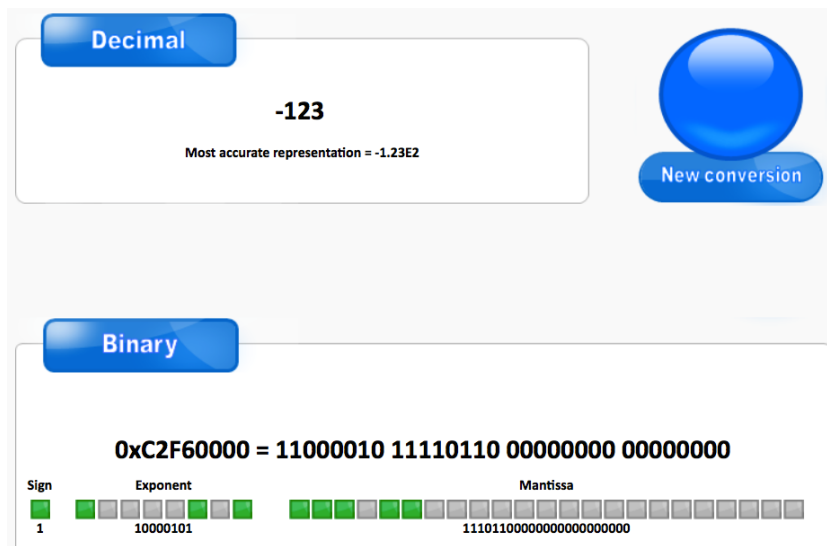 Decimal
-123
Most accurate representation = -1.23E2
New conversion
Binary
0xC2F60000 = 11000010 11110110 00000000 00000000
Sign Exponent Mantissa
1 10000101 11101100000000000000000